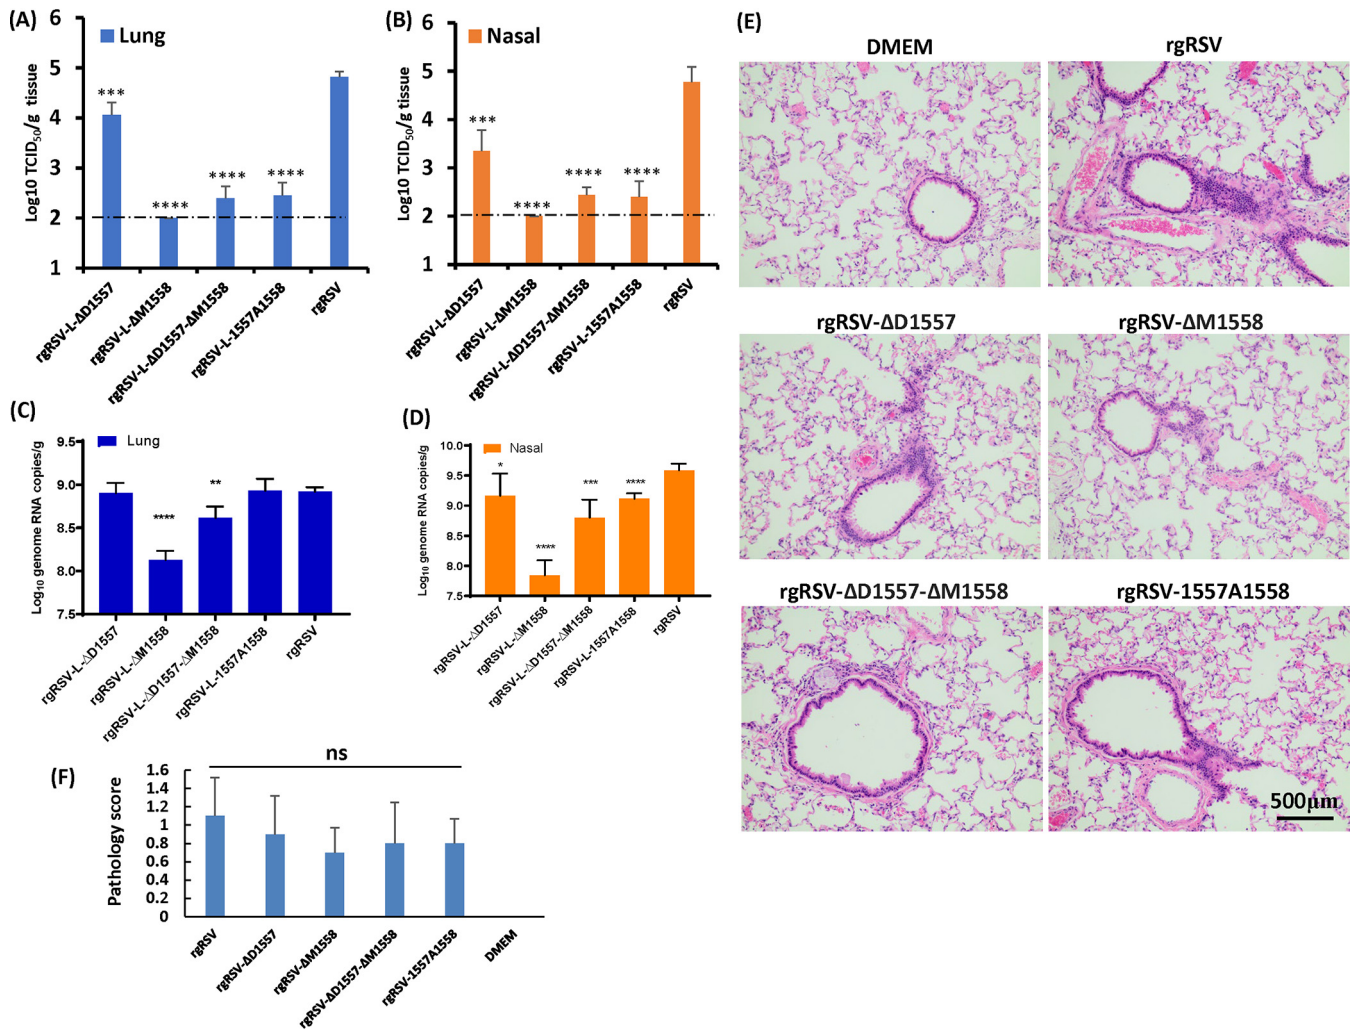 (A)
6
5
4
3
2
1
Log10 TCID50/g tissue
Lung
***
****
****
****
rgRSV-L-ΔD1557
rgRSV-L-ΔM1558
rgRSV-L-ΔD1557-ΔM1558
rgRSV-L-1557A1558
rgRSV
(B)
6
5
4
3
2
1
Log10 TCID50/g tissue
Nasal
***
****
****
****
rgRSV-L-ΔD1557
rgRSV-L-ΔM1558
rgRSV-L-ΔD1557-ΔM1558
rgRSV-L-1557A1558
rgRSV
(C)
9.5
9.0
8.5
8.0
7.5
Log10 genome RNA copies/g
Lung
****
**
rgRSV-L-ΔD1557
rgRSV-L-ΔM1558
rgRSV-L-ΔD1557-ΔM1558
rgRSV-L-1557A1558
rgRSV
(D)
10.0
9.5
9.0
8.5
8.0
7.5
Log10 genome RNA copies/g
Nasal
*
****
***
****
rgRSV-L-ΔD1557
rgRSV-L-ΔM1558
rgRSV-L-ΔD1557-ΔM1558
rgRSV-L-1557A1558
rgRSV
(E)
DMEM
rgRSV
rgRSV-ΔD1557
rgRSV-ΔM1558
rgRSV-ΔD1557-ΔM1558
rgRSV-1557A1558
500μm
(F)
ns
1.6
1.4
1.2
1
0.8
0.6
0.4
0.2
0
Pathology score
rgRSV
rgRSV-ΔD1557
rgRSV-ΔM1558
rgRSV-ΔD1557-ΔM1558
rgRSV-1557A1558
DMEM